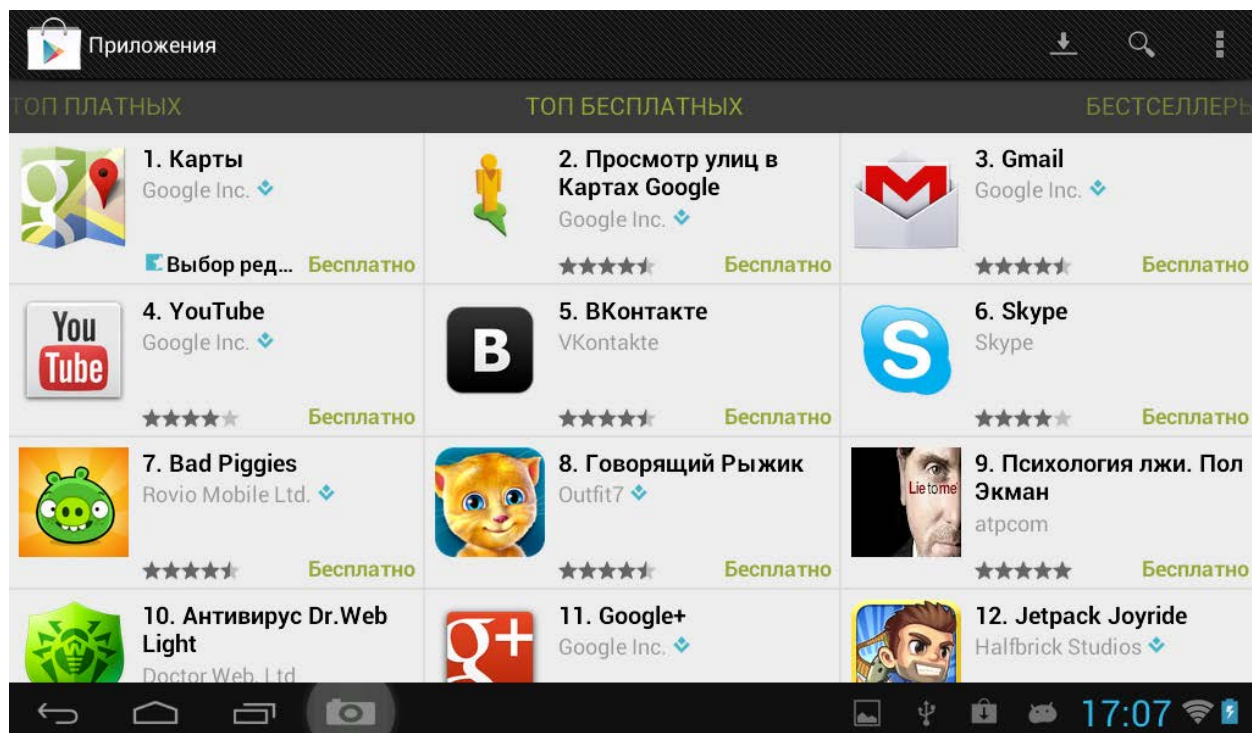 Приложения
ТОП ПЛАТНЫХ
ТОП БЕСПЛАТНЫХ
БЕСТСЕЛЛЕРЫ
1. Карты
Google Inc.
Выбор ред... Бесплатно
2. Просмотр улиц в
Картах Google
Google Inc.
Бесплатно
3. Gmail
Google Inc.
Бесплатно
You
Tube
4. YouTube
Google Inc.
Бесплатно
B
5. ВКонтакте
VKontakte
Бесплатно
S
6. Skype
Skype
Бесплатно
7. Bad Piggies
Rovio Mobile Ltd.
Бесплатно
8. Говорящий Рыжик
Outfit7
Бесплатно
Lie to me
9. Психология лжи. Пол
Экман
atpcom
Бесплатно
10. Антивирус Dr.Web
Light
Doctor Web, Ltd
g+
11. Google+
Google Inc.
12. Jetpack Joyride
Halfbrick Studios
17:07